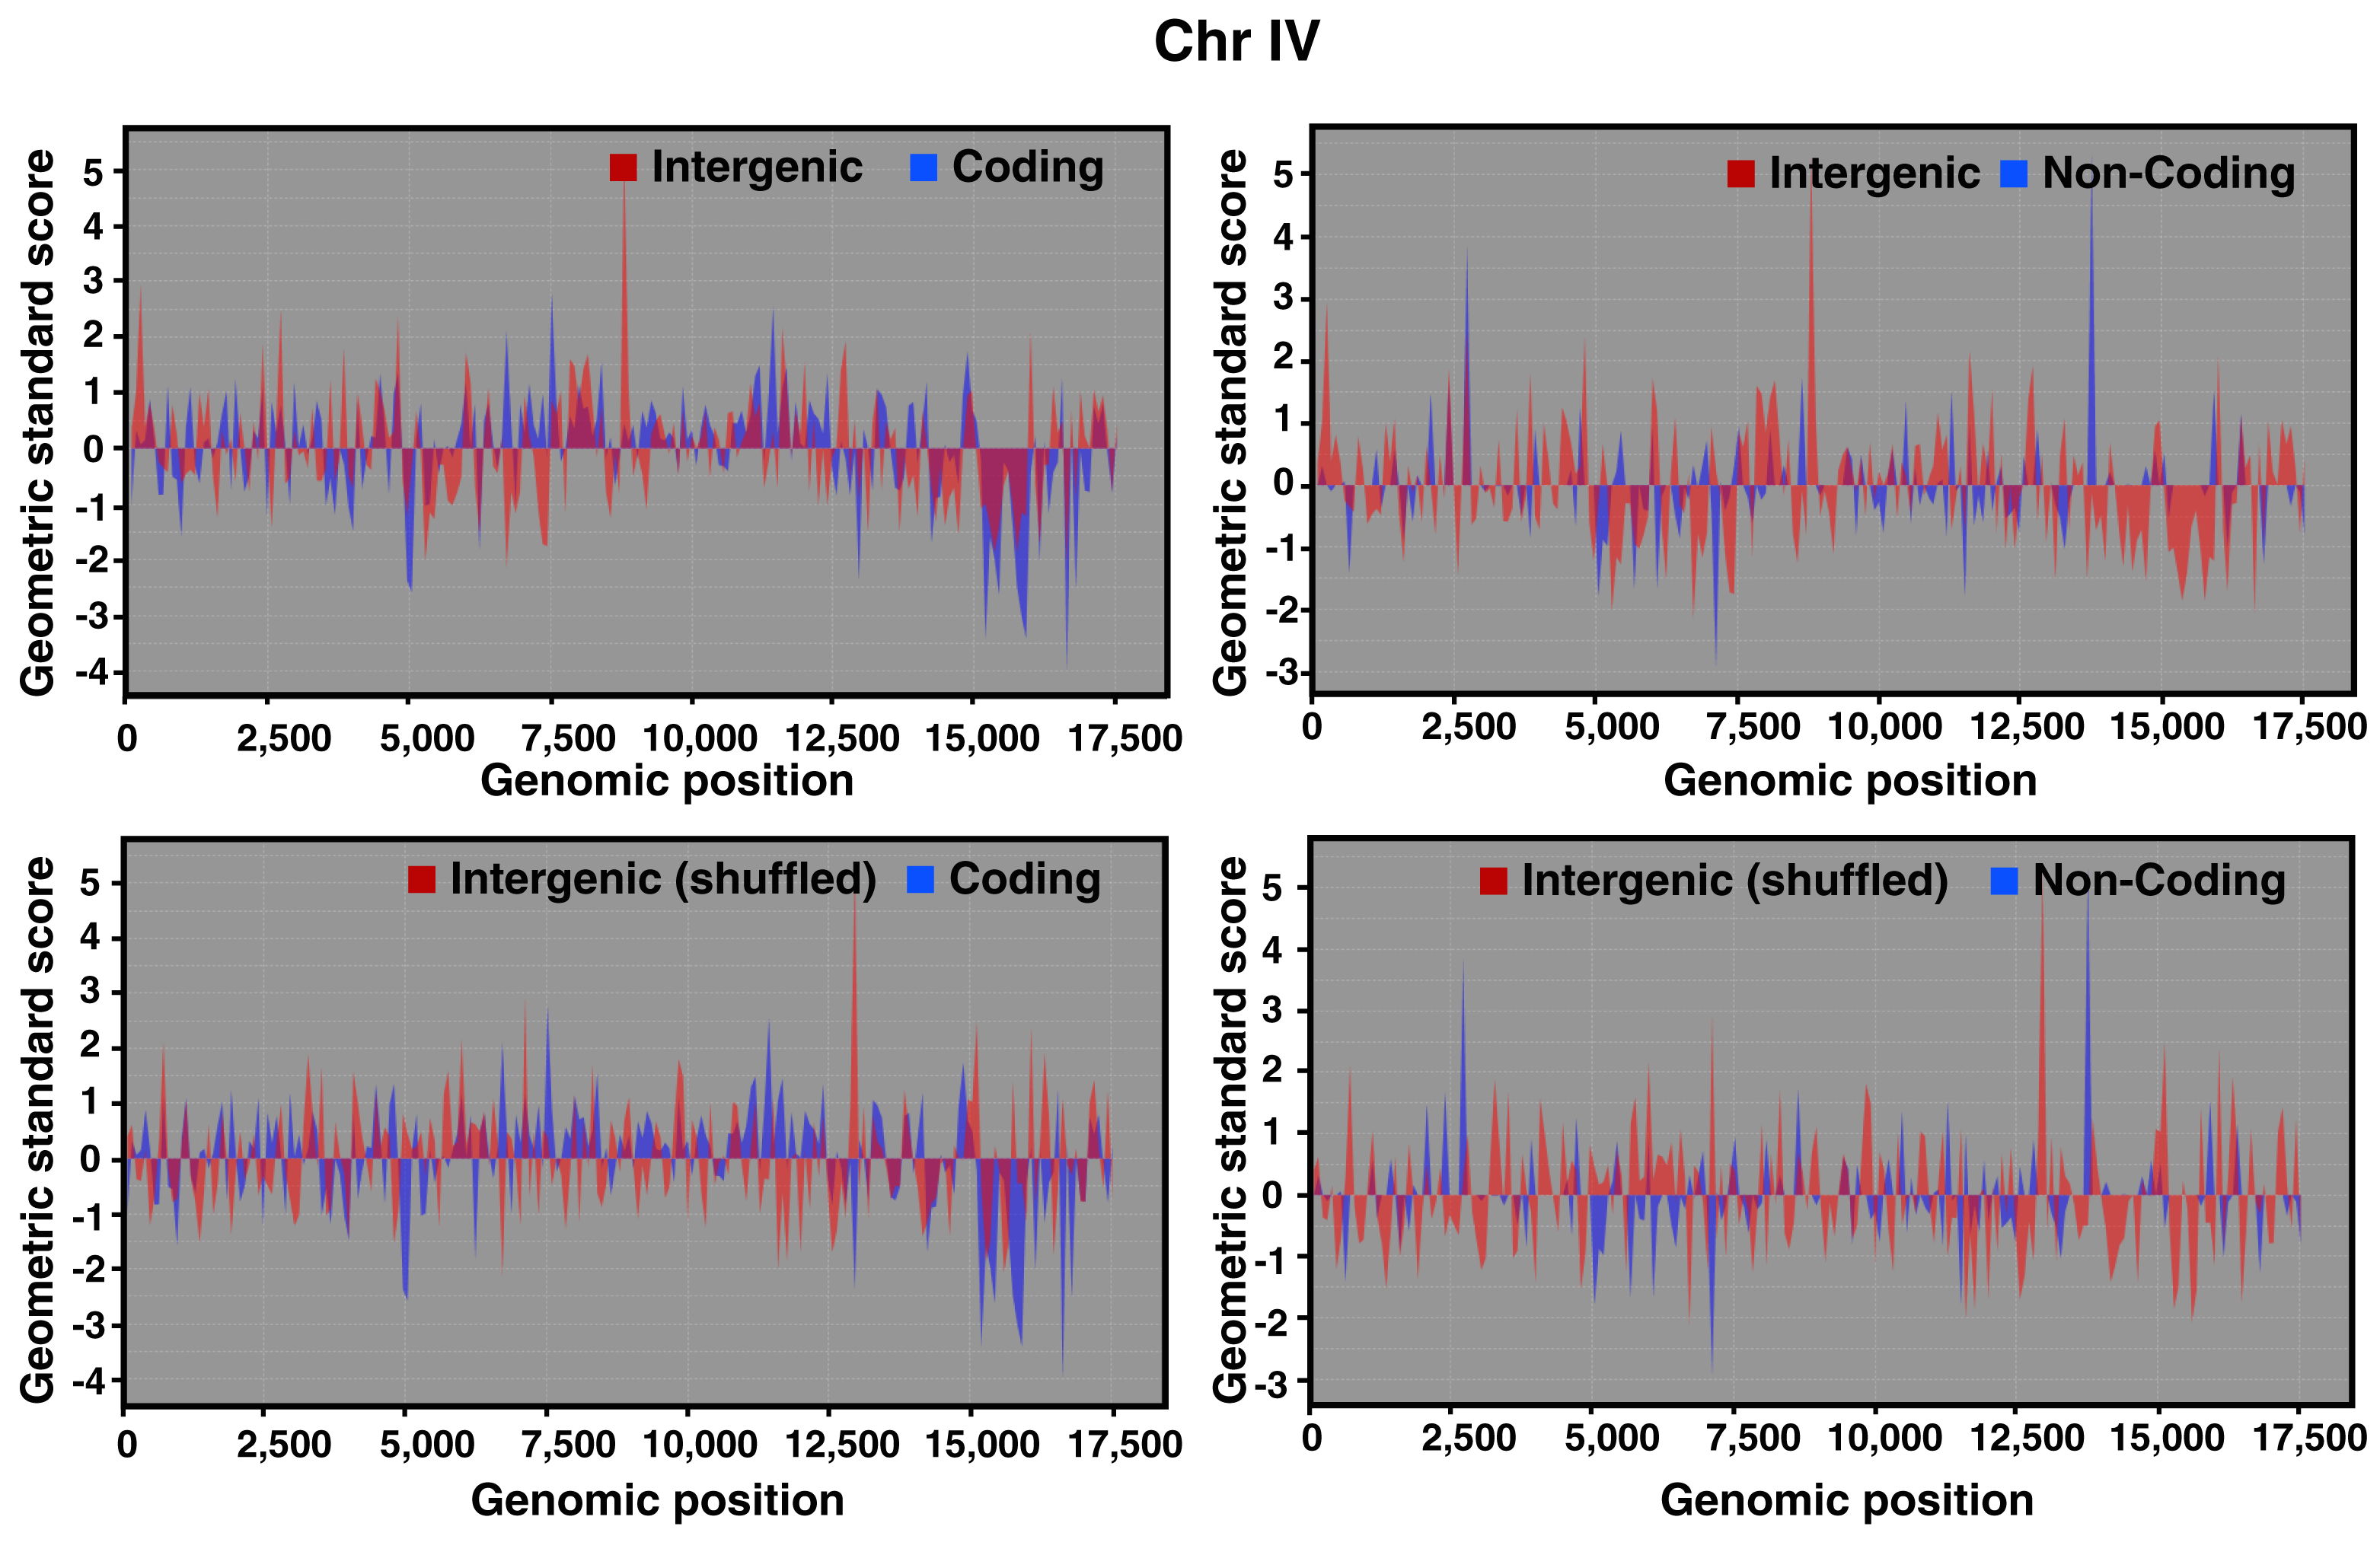 Chr IV
Geometric standard score
5
4
3
2
1
0
-1
-2
-3
-4
Intergenic Coding
0 2,500 5,000 7,500 10,000 12,500 15,000 17,500
Genomic position
Geometric standard score
5
4
3
2
1
0
-1
-2
-3
Intergenic Non-Coding
0 2,500 5,000 7,500 10,000 12,500 15,000 17,500
Genomic position
Geometric standard score
5
4
3
2
1
0
-1
-2
-3
-4
Intergenic (shuffled) Coding
0 2,500 5,000 7,500 10,000 12,500 15,000 17,500
Genomic position
Geometric standard score
5
4
3
2
1
0
-1
-2
-3
Intergenic (shuffled) Non-Coding
0 2,500 5,000 7,500 10,000 12,500 15,000 17,500
Genomic position